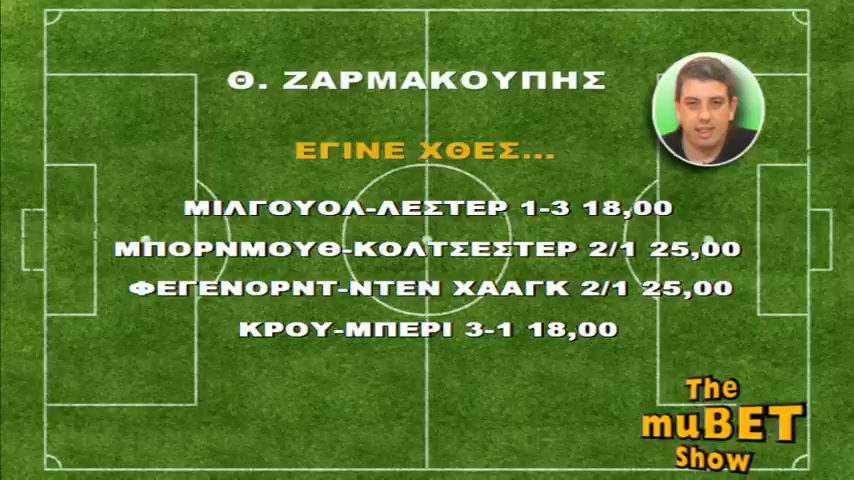 Θ. ΖΑΡΜΑΚΟΥΠΗΣ
ΕΓΙΝΕ ΧΘΕΣ...
ΜΙΛΓΟΥΟΛ-ΛΕΣΤΕΡ 1-3 18,00
ΜΠΟΡΝΜΟΥΘ-ΚΟΛΤΣΕΣΤΕΡ 2/1 25,00
ΦΕΓΕΝΟΡΝΤ-ΝΤΕΝ ΧΑΑΓΚ 2/1 25,00
ΚΡΟΥ-ΜΠΕΡΙ 3-1 18,00
The
muBET
Show